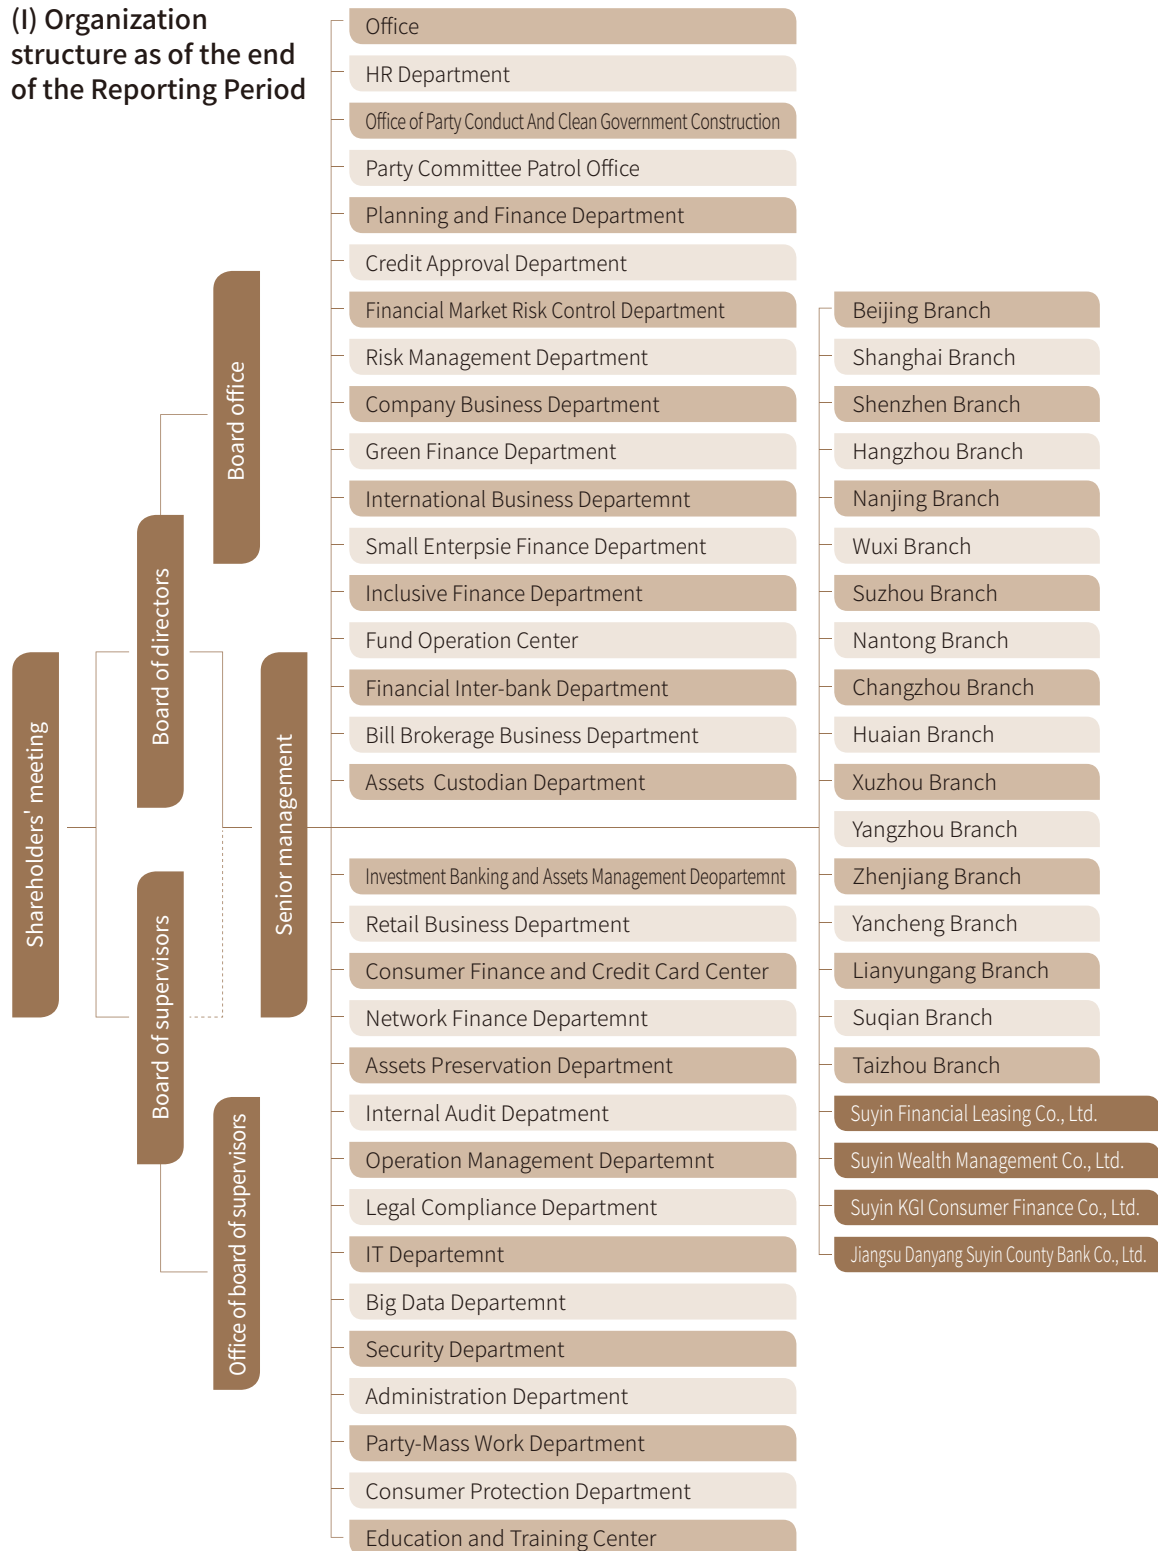 (I) Organization
structure as of the end
of the Reporting Period
Shareholders' meeting
Board of directors
Board of supervisors
Board office
Office of board of supervisors
Senior management
Office
HR Department
Office of Party Conduct And Clean Government Construction
Party Committee Patrol Office
Planning and Finance Department
Credit Approval Department
Financial Market Risk Control Department
Risk Management Department
Company Business Department
Green Finance Department
International Business Departemnt
Small Enterpsie Finance Department
Inclusive Finance Department
Fund Operation Center
Financial Inter-bank Department
Bill Brokerage Business Department
Assets Custodian Department
Investment Banking and Assets Management Deopartemnt
Retail Business Department
Consumer Finance and Credit Card Center
Network Finance Departemnt
Assets Preservation Department
Internal Audit Depatment
Operation Management Departemnt
Legal Compliance Department
IT Departemnt
Big Data Departemnt
Security Department
Administration Department
Party-Mass Work Department
Consumer Protection Department
Education and Training Center
Beijing Branch
Shanghai Branch
Shenzhen Branch
Hangzhou Branch
Nanjing Branch
Wuxi Branch
Suzhou Branch
Nantong Branch
Changzhou Branch
Huaian Branch
Xuzhou Branch
Yangzhou Branch
Zhenjiang Branch
Yancheng Branch
Lianyungang Branch
Suqian Branch
Taizhou Branch
Suyin Financial Leasing Co., Ltd.
Suyin Wealth Management Co., Ltd.
Suyin KGI Consumer Finance Co., Ltd.
Jiangsu Danyang Suyin County Bank Co., Ltd.